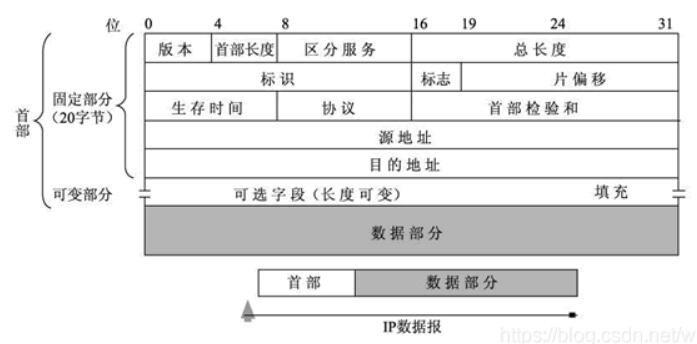 位 0 4 8 16 19 24 31
版本 首部长度 区分服务 总长度
标识 标志 片偏移
首部 固定部分（20字节） 生存时间 协议 首部检验和
源地址
目的地址
可变部分 可选字段（长度可变） 填充
数据部分
首部 数据部分
IP数据报
https://blog.csdn.net/w